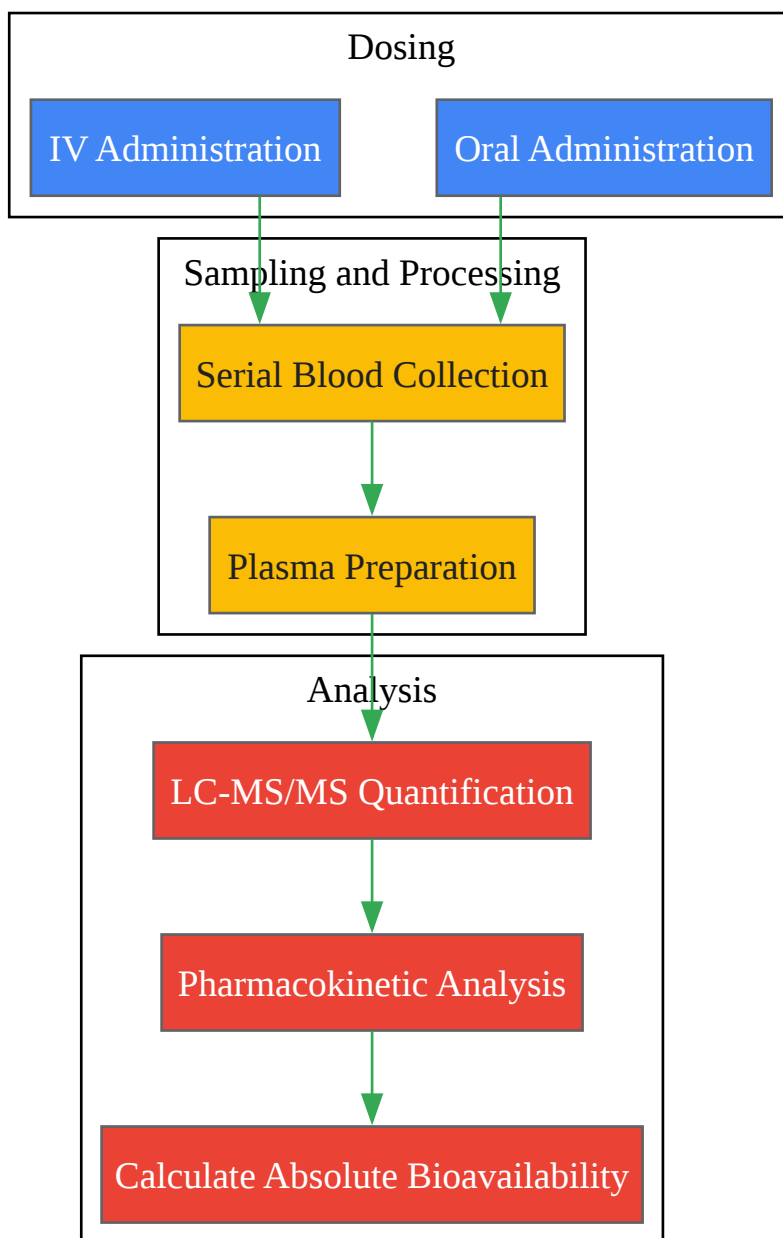 Dosing
IV Administration
Oral Administration
Sampling and Processing
Serial Blood Collection
Plasma Preparation
Analysis
LC-MS/MS Quantification
Pharmacokinetic Analysis
Calculate Absolute Bioavailability